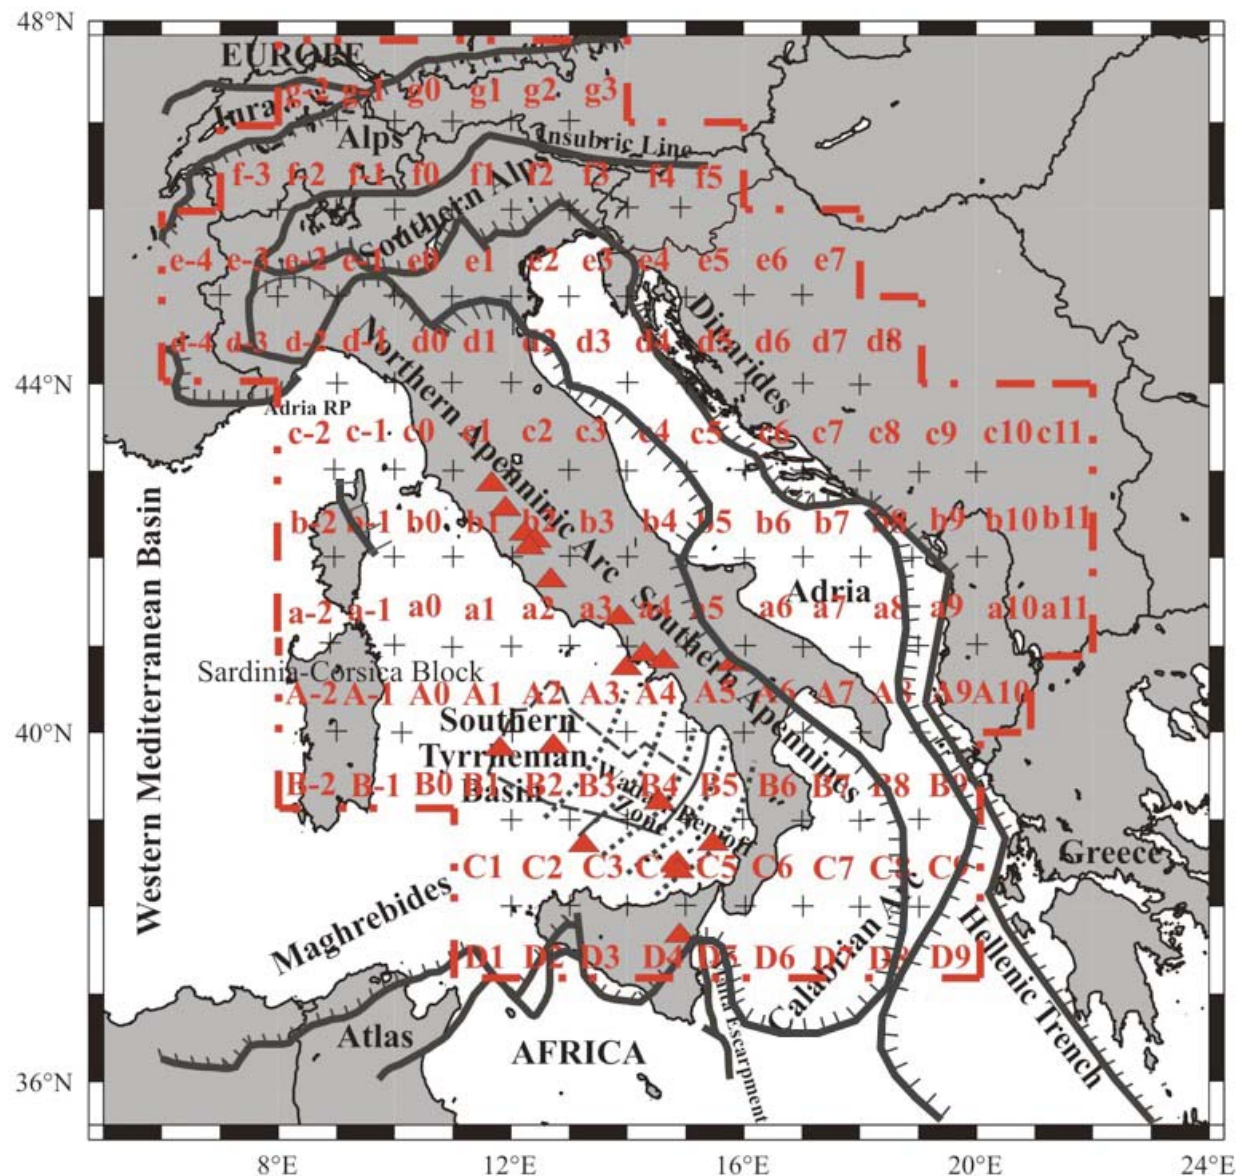 48°N
EUROPE
g-2 g-1 g0 g1 g2 g3
Jura
Alps
Insubric Line
f-3 f-2 f-1 f0 f1 f2 f3 f4 f5
Southern Alps
e-4 e-3 e-2 e-1 e0 e1 e2 e3 e4 e5 e6 e7
Dinarides
d-4 d-3 d-2 d-1 d0 d1 d2 d3 d4 d5 d6 d7 d8
44°N
Northern Apenninic Arc
Adria RP
c-2 c-1 c0 c1 c2 c3 c4 c5 c6 c7 c8 c9 c10 c11
Western Mediterranean Basin
b-2 b-1 b0 b1 b2 b3 b4 b5 b6 b7 b8 b9 b10 b11
Adria
a-2 a-1 a0 a1 a2 a3 a4 a5 a6 a7 a8 a9 a10 a11
Southern Apennines
Sardinia-Corsica Block
A-2 A-1 A0 A1 A2 A3 A4 A5 A6 A7 A8 A9 A10
40°N
Southern
Tyrrhenian
Basin
B-2 B-1 B0 B1 B2 B3 B4 B5 B6 B7 B8 B9
Wadati Benioff
Zone
Greece
C1 C2 C3 C4 C5 C6 C7 C8 C9
Maghrebides
Calabrian Arc
Hellenic Trench
D1 D2 D3 D4 D5 D6 D7 D8 D9
Atlas
AFRICA
Malta Escarpment
36°N
8°E 12°E 16°E 20°E 24°E